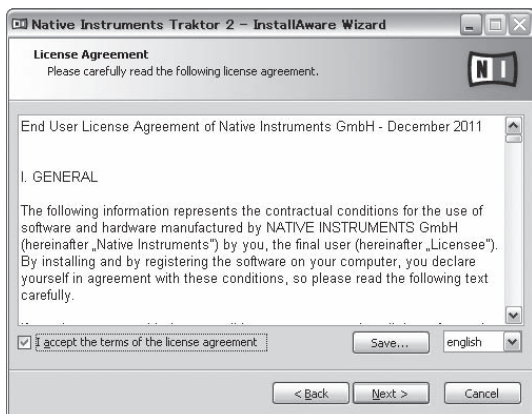 Native Instruments Traktor 2 – InstallAware Wizard
License Agreement
Please carefully read the following license agreement.
NI
End User License Agreement of Native Instruments GmbH - December 2011
I. GENERAL
The following information represents the contractual conditions for the use of
software and hardware manufactured by NATIVE INSTRUMENTS GmbH
(hereinafter „Native Instruments") by you, the final user (hereinafter „Licensee").
By installing and by registering the software on your computer, you declare
yourself in agreement with these conditions, so please read the following text
carefully.
I accept the terms of the license agreement
Save...
english
< Back
Next >
Cancel